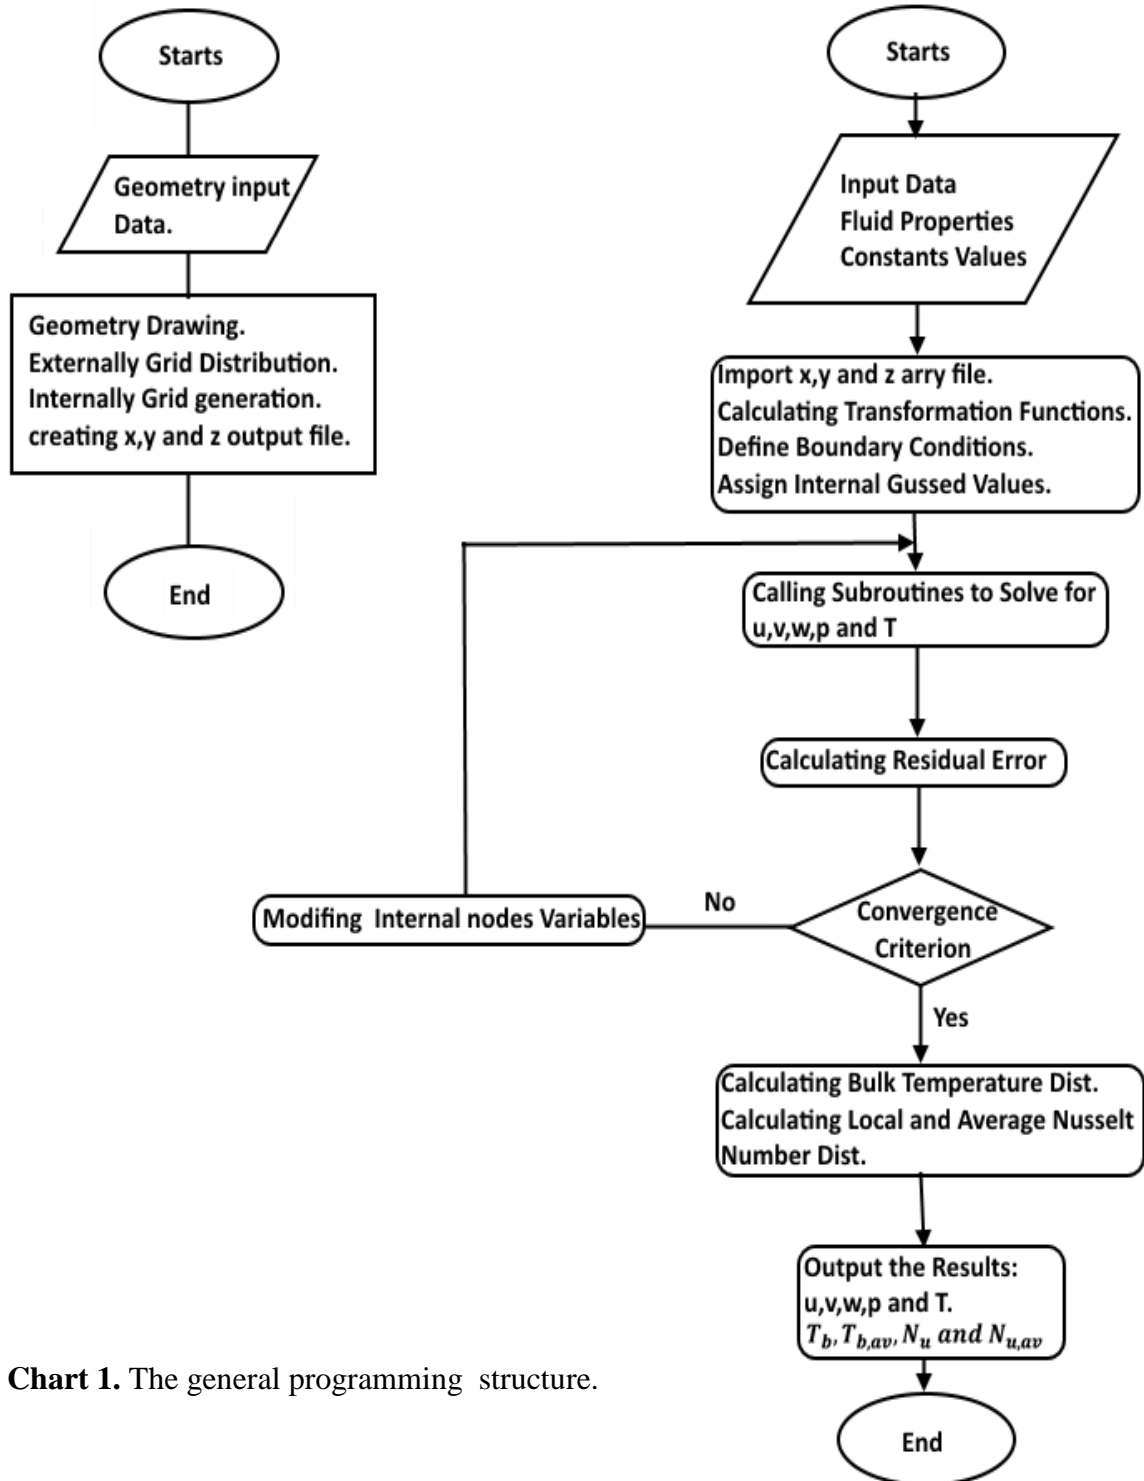 Starts
Geometry input
Data.
Geometry Drawing.
Externally Grid Distribution.
Internally Grid generation.
creating x,y and z output file.
End
Starts
Input Data
Fluid Properties
Constants Values
Import x,y and z arry file.
Calculating Transformation Functions.
Define Boundary Conditions.
Assign Internal Gussed Values.
Calling Subroutines to Solve for
u,v,w,p and T
Calculating Residual Error
Convergence
Criterion
No
Modifing Internal nodes Variables
Yes
Calculating Bulk Temperature Dist.
Calculating Local and Average Nusselt
Number Dist.
Output the Results:
u,v,w,p and T.
T_b, T_{b,av}, N_u and N_{u,av}
End
Chart 1. The general programming structure.